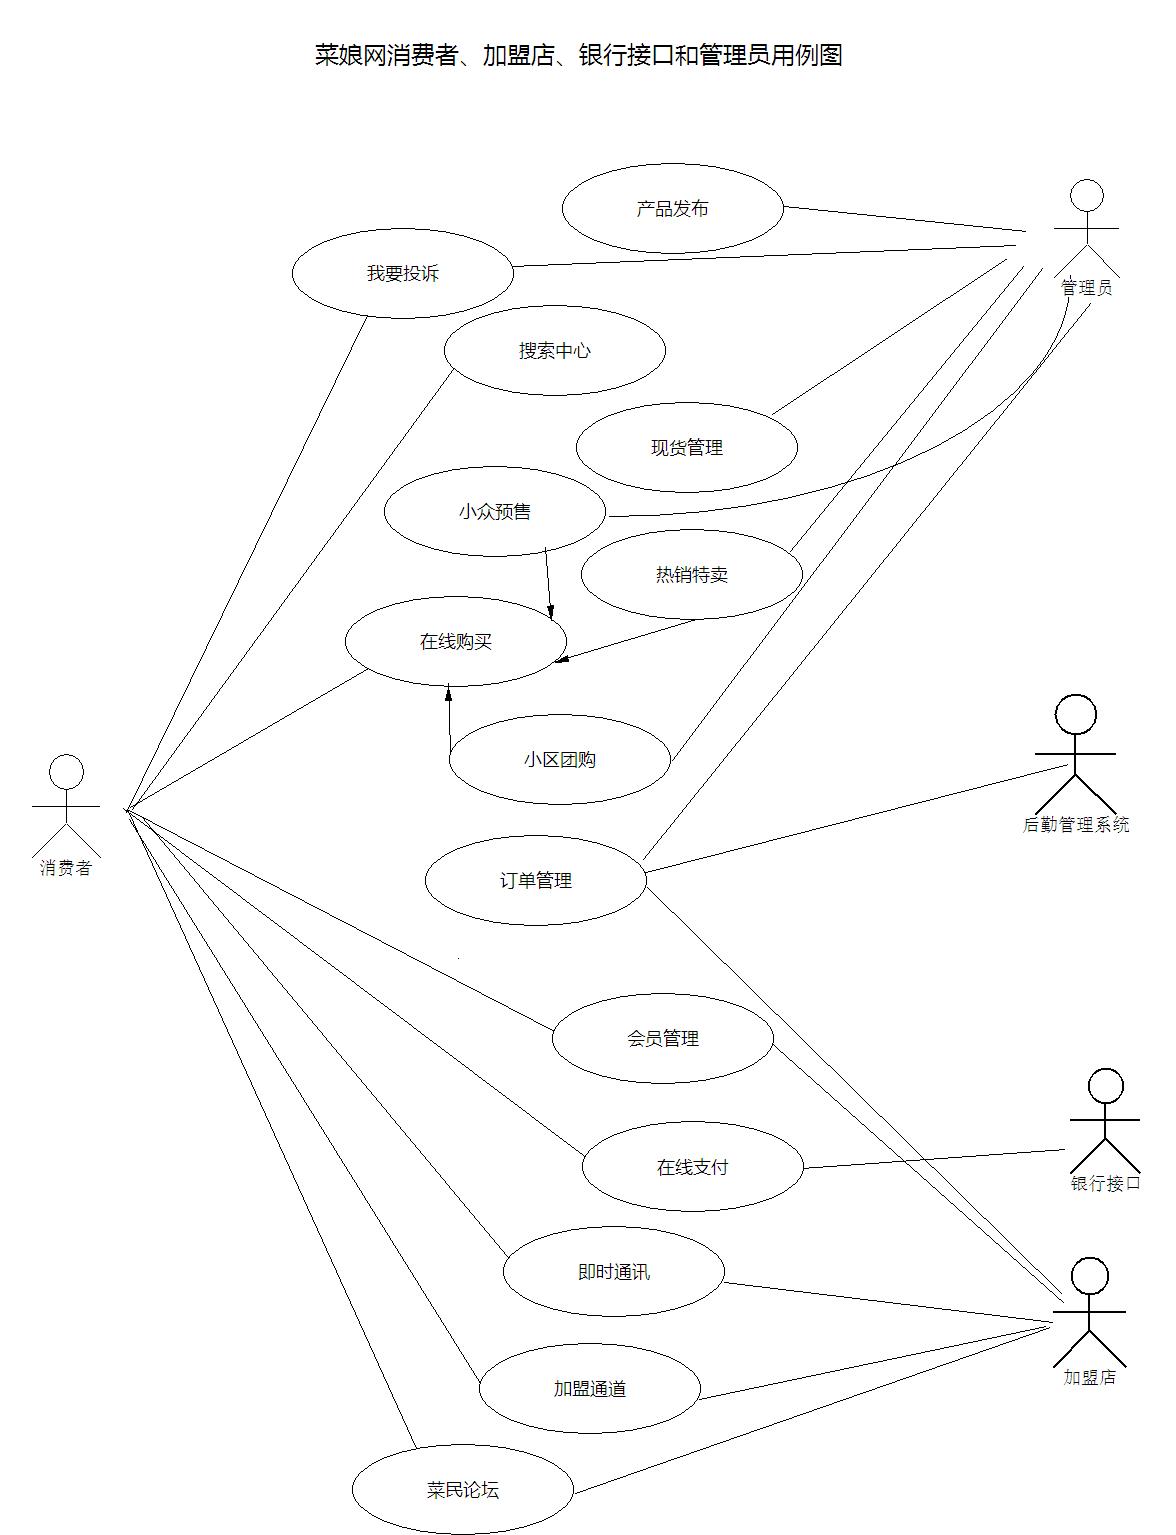 菜娘网消费者、加盟店、银行接口和管理员用例图
产品发布
管理员
我要投诉
搜索中心
现货管理
小众预售
热销特卖
在线购买
小区团购
后勤管理系统
消费者
订单管理
会员管理
在线支付
银行接口
即时通讯
加盟店
加盟通道
菜民论坛